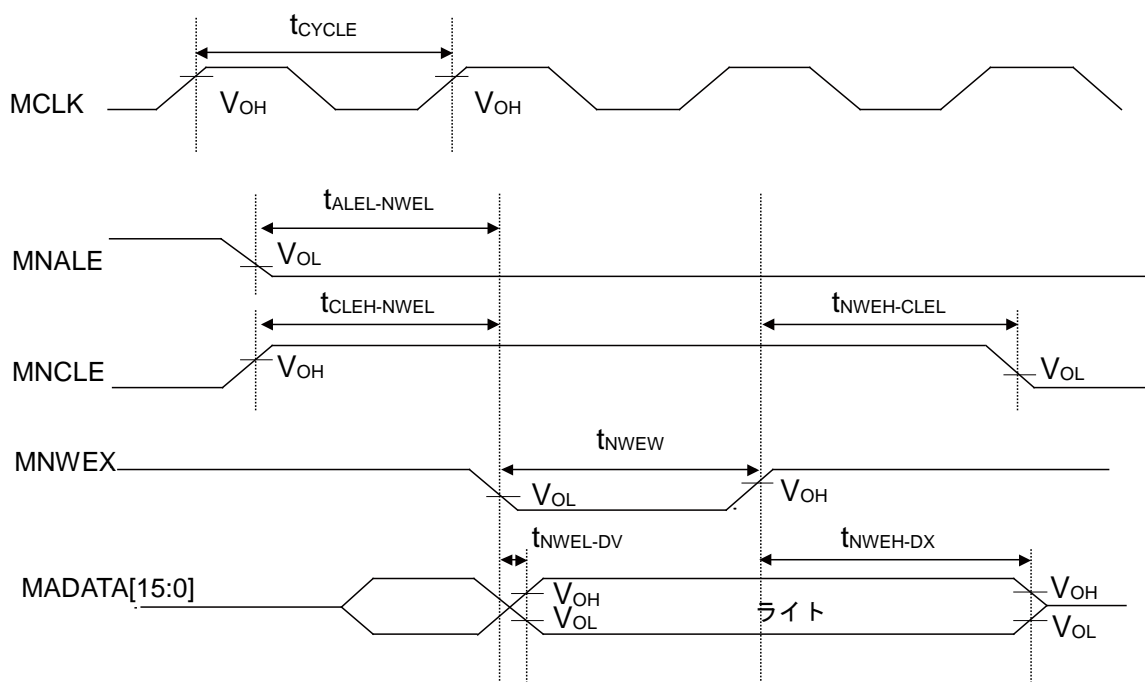 tCYCLE
MCLK
VOH
VOH
tALEL-NWEL
MNALE
VOL
tCLEH-NWEL
tNWEH-CLEL
MNCLE
VOH
VOL
tNWEW
MNWEX
VOL
VOH
tNWEL-DV
tNWEH-DX
MADATA[15:0]
VOH
VOL
ライト
VOH
VOL